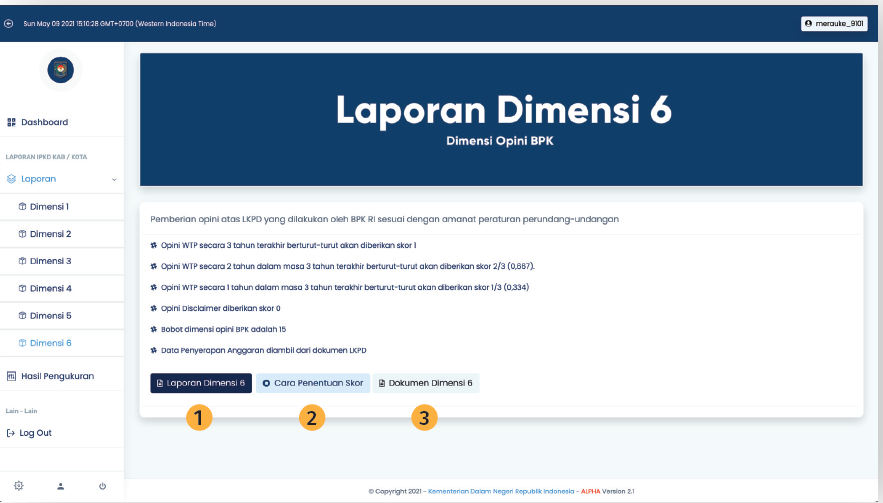 Sun May 09 2021 15:10:28 GMT+0700 (Western Indonesia Time)
merauke_9101
Dashboard
LAPORAN IPKD KAB / KOTA
Laporan
Dimensi 1
Dimensi 2
Dimensi 3
Dimensi 4
Dimensi 5
Dimensi 6
Hasil Pengukuran
Lain - Lain
Log Out
Laporan Dimensi 6
Dimensi Opini BPK
Pemberian opini atas LKPD yang dilakukan oleh BPK RI sesuai dengan amanat peraturan perundang-undangan
Opini WTP secara 3 tahun terakhir berturut-turut akan diberikan skor 1
Opini WTP secara 2 tahun dalam masa 3 tahun terakhir berturut-turut akan diberikan skor 2/3 (0,667).
Opini WTP secara 1 tahun dalam masa 3 tahun terakhir berturut-turut akan diberikan skor 1/3 (0,334)
Opini Disclaimer diberikan skor 0
Bobot dimensi opini BPK adalah 15
Data Penyerapan Anggaran diambil dari dokumen LKPD
Laporan Dimensi 6 Cara Penentuan Skor Dokumen Dimensi 6
1 2 3
© Copyright 2021 - Kementerian Dalam Negeri Republik Indonesia - ALPHA Version 2.1